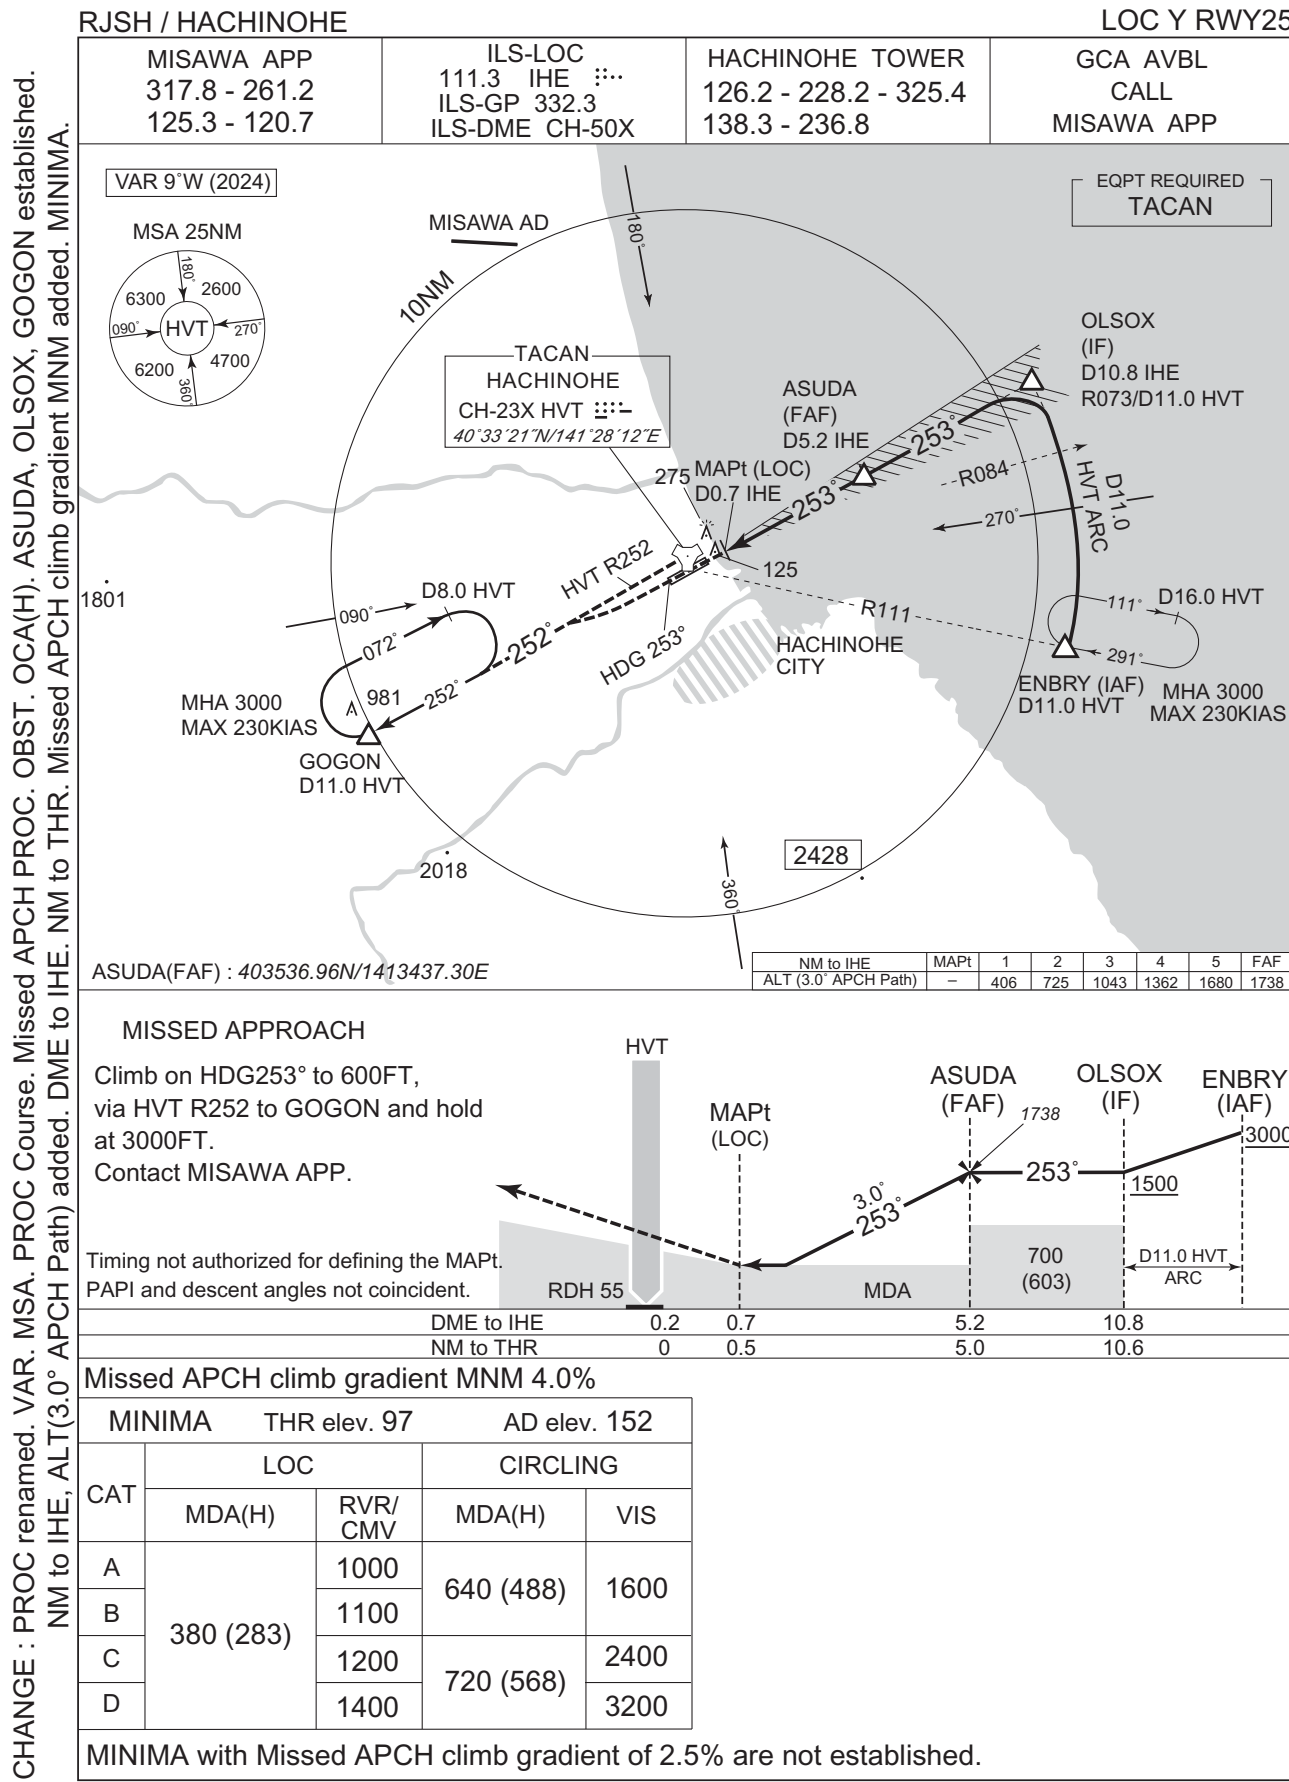 RJSH / HACHINOHE
LOC Y RWY25
MISAWA APP
317.8 - 261.2
125.3 - 120.7
ILS-LOC
111.3 IHE
ILS-GP 332.3
ILS-DME CH-50X
HACHINOHE TOWER
126.2 - 228.2 - 325.4
138.3 - 236.8
GCA AVBL
CALL
MISAWA APP
CHANGE : PROC renamed. VAR. MSA. PROC Course. Missed APCH PROC. OBST. OCA(H). ASUDA, OLSOX, GOGON established.
NM to IHE, ALT(3.0° APCH Path) added. DME to IHE. NM to THR. Missed APCH climb gradient MNM added. MINIMA.
VAR 9˚W (2024)
MSA 25NM
180˚
6300
2600
090˚
HVT
270˚
6200
4700
360˚
MISAWA AD
10NM
180˚
EQPT REQUIRED
TACAN
TACAN
HACHINOHE
CH-23X HVT
40˚33´21˝N/141˚28´12˝E
OLSOX
(IF)
D10.8 IHE
R073/D11.0 HVT
ASUDA
(FAF)
D5.2 IHE
253˚
275
MAPt (LOC)
D0.7 IHE
253˚
R084
D11.0
HVT ARC
270˚
125
HVT R252
1801
D8.0 HVT
090˚
072˚
252˚
HDG 253°
R111
HACHINOHE
CITY
111˚
D16.0 HVT
291˚
ENBRY (IAF)
D11.0 HVT
MHA 3000
MAX 230KIAS
MHA 3000
MAX 230KIAS
981
252˚
GOGON
D11.0 HVT
2018
2428
360˚
ASUDA(FAF) : 403536.96N/1413437.30E
NM to IHE MAPt 1 2 3 4 5 FAF
ALT (3.0˚ APCH Path) – 406 725 1043 1362 1680 1738
MISSED APPROACH
Climb on HDG253° to 600FT,
via HVT R252 to GOGON and hold
at 3000FT.
Contact MISAWA APP.
Timing not authorized for defining the MAPt.
PAPI and descent angles not coincident.
HVT
MAPt
(LOC)
ASUDA
(FAF)
1738
OLSOX
(IF)
ENBRY
(IAF)
3000
253˚
1500
3.0˚
253˚
700
(603)
D11.0 HVT
ARC
RDH 55
MDA
DME to IHE 0.2 0.7 5.2 10.8
NM to THR 0 0.5 5.0 10.6
Missed APCH climb gradient MNM 4.0%
MINIMA THR elev. 97 AD elev. 152
CAT
LOC
CIRCLING
MDA(H)
RVR/
CMV
MDA(H)
VIS
A
B
C
D
380 (283)
1000
1100
1200
1400
640 (488)
720 (568)
1600
2400
3200
MINIMA with Missed APCH climb gradient of 2.5% are not established.